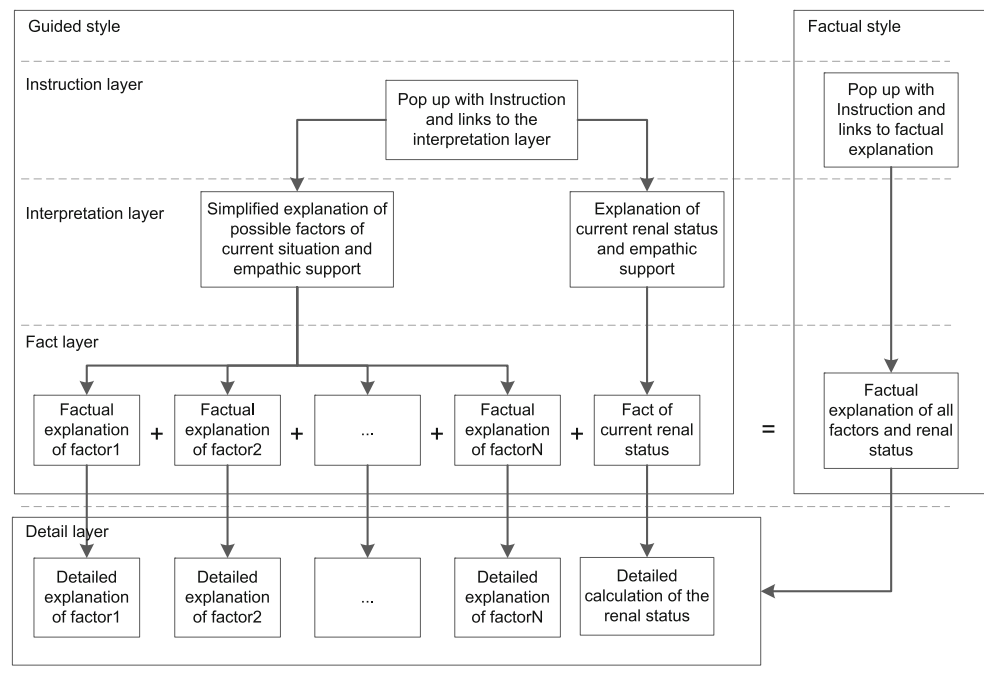 Guided style
Factual style
Instruction layer
Pop up with Instruction
and links to the
interpretation layer
Pop up with
Instruction and
links to factual
explanation
Interpretation layer
Simplified explanation of
possible factors of
current situation and
empathic support
Explanation of
current renal status
and empathic
support
Fact layer
Factual
explanation
of factor1
+
Factual
explanation
of factor2
+
...
+
Factual
explanation
of factorN
+
Fact of
current renal
status
=
Factual
explanation of all
factors and renal
status
Detail layer
Detailed
explanation
of factor1
Detailed
explanation
of factor2
...
Detailed
explanation
of factorN
Detailed
calculation of the
renal status